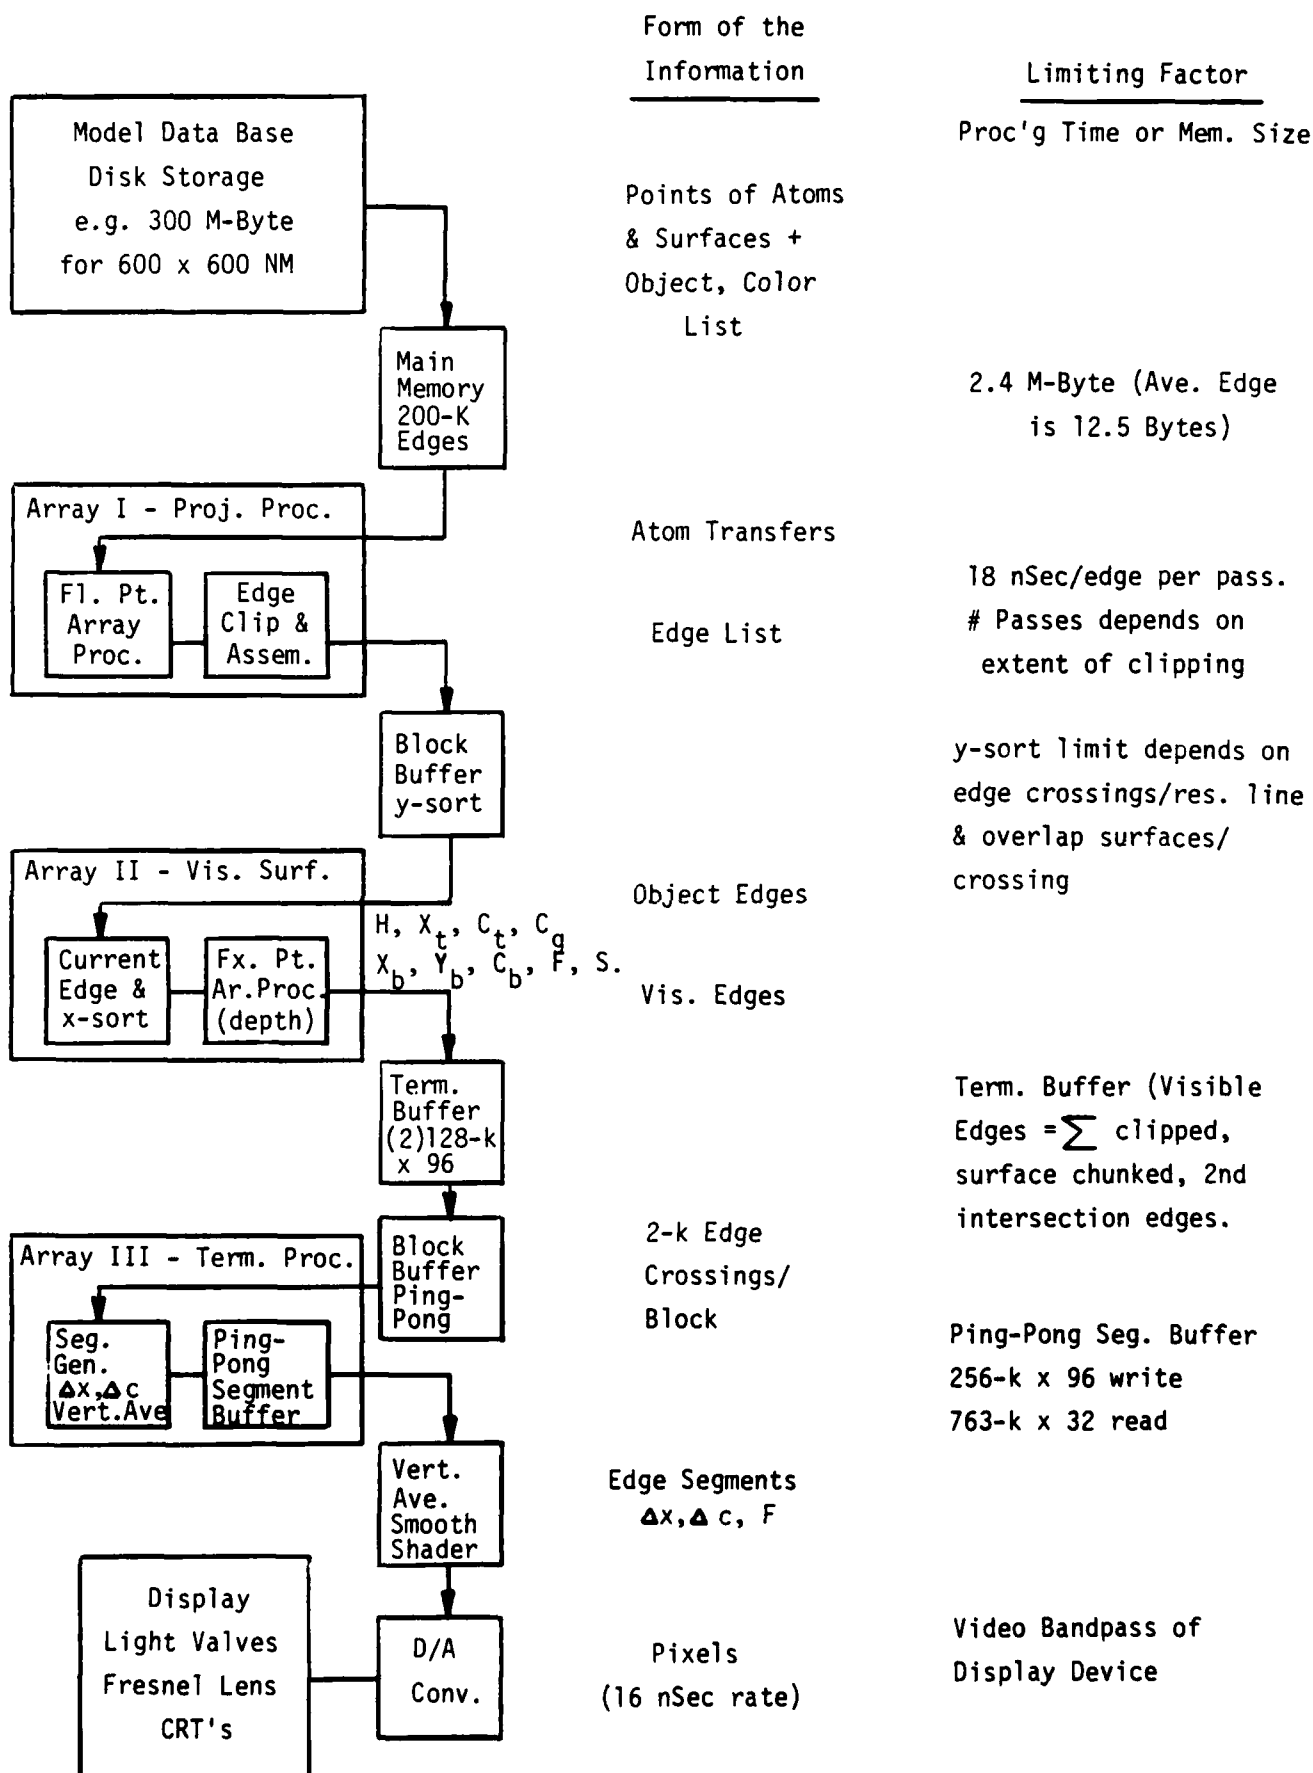 Form of the
Information
Limiting Factor
Model Data Base
Disk Storage
e.g. 300 M-Byte
for 600 x 600 NM
Proc'g Time or Mem. Size
Points of Atoms
& Surfaces +
Object, Color
List
Main
Memory
200-K
Edges
2.4 M-Byte (Ave. Edge
is 12.5 Bytes)
Array I - Proj. Proc.
Fl. Pt.
Array
Proc.
Edge
Clip &
Assem.
Atom Transfers
Edge List
18 nSec/edge per pass.
# Passes depends on
extent of clipping
Block
Buffer
y-sort
y-sort limit depends on
edge crossings/res. line
& overlap surfaces/
crossing
Array II - Vis. Surf.
Current
Edge &
x-sort
Fx. Pt.
Ar.Proc.
(depth)
H, X_t, C_t, C_g
X_b, Y_b, C_b, F, S.
Object Edges
Vis. Edges
Term.
Buffer
(2)128-k
x 96
Term. Buffer (Visible
Edges = ∑ clipped,
surface chunked, 2nd
intersection edges.
Block
Buffer
Ping-
Pong
2-k Edge
Crossings/
Block
Array III - Term. Proc.
Seg.
Gen.
Δx,Δc
Vert.Ave
Ping-
Pong
Segment
Buffer
Ping-Pong Seg. Buffer
256-k x 96 write
763-k x 32 read
Vert.
Ave.
Smooth
Shader
Edge Segments
Δx,Δ c, F
Display
Light Valves
Fresnel Lens
CRT's
D/A
Conv.
Pixels
(16 nSec rate)
Video Bandpass of
Display Device